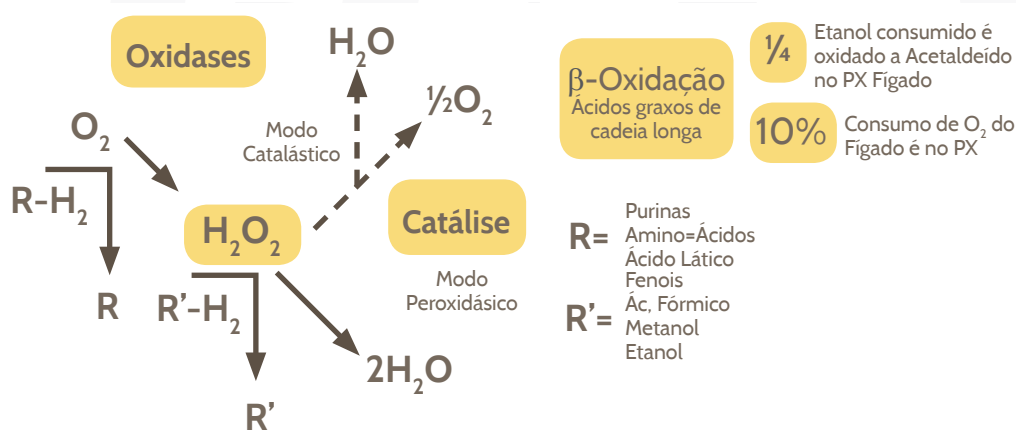 Oxidases
H₂O
½O₂
O₂
Modo
Catalástico
R-H₂
H₂O₂
Catálise
R
R'-H₂
Modo
Peroxidásico
2H₂O
R'
β-Oxidação
Ácidos graxos de
cadeia longa
¼
Etanol consumido é
oxidado a Acetaldeído
no PX Fígado
10%
Consumo de O₂ do
Fígado é no PX
R=
Purinas
Amino=Ácidos
Ácido Lático
Fenois
R'=
Ác, Fórmico
Metanol
Etanol